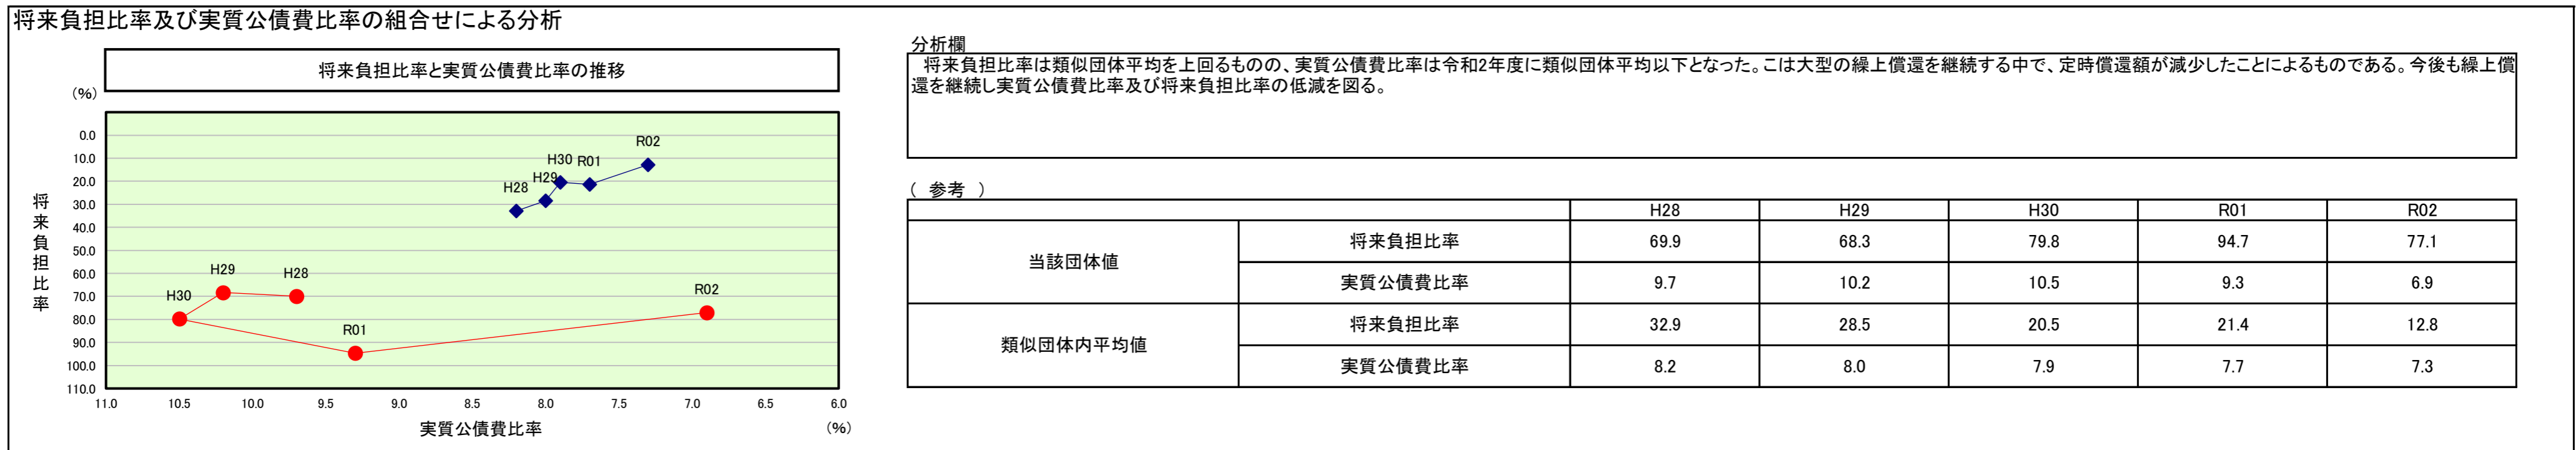 将来負担比率及び実質公債費比率の組合せによる分析
将来負担比率と実質公債費比率の推移
(%)
0.0
10.0
20.0
30.0
40.0
50.0
60.0
70.0
80.0
90.0
100.0
110.0
将来負担比率
H28
H29
H30
R01
R02
H30
H29
H28
R01
R02
11.0 10.5 10.0 9.5 9.0 8.5 8.0 7.5 7.0 6.5 6.0
実質公債費比率
(%)
分析欄
将来負担比率は類似団体平均を上回るものの、実質公債費比率は令和2年度に類似団体平均以下となった。こは大型の繰上償還を継続する中で、定時償還額が減少したことによるものである。今後も繰上償
還を継続し実質公債費比率及び将来負担比率の低減を図る。
( 参考 )
H28 H29 H30 R01 R02
当該団体値
将来負担比率 69.9 68.3 79.8 94.7 77.1
実質公債費比率 9.7 10.2 10.5 9.3 6.9
類似団体内平均値
将来負担比率 32.9 28.5 20.5 21.4 12.8
実質公債費比率 8.2 8.0 7.9 7.7 7.3